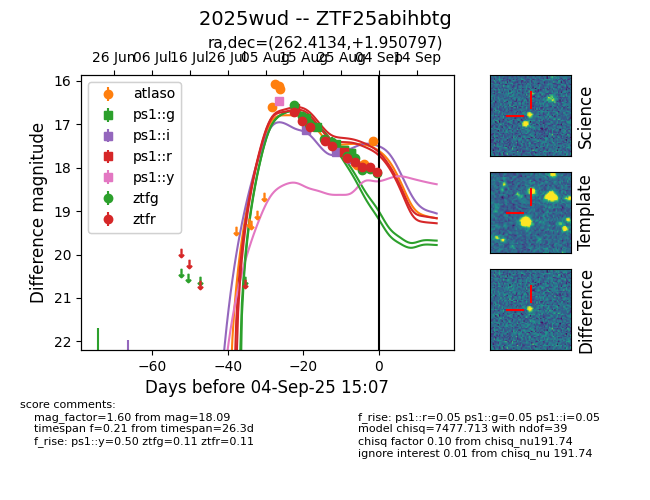 2025wud -- ZTF25abihbtg
ra,dec=(262.4134,+1.950797)
26 Jun 06 Jul 16 Jul 26 Jul 05 Aug 15 Aug 25 Aug 04 Sep 14 Sep
16
17
18
19
20
21
22
Difference magnitude
atlaso
ps1::g
ps1::i
ps1::r
ps1::y
ztfg
ztfr
−60
−40
−20
0
Days before 04-Sep-25 15:07
Science
Template
Difference
score comments:
mag_factor=1.60 from mag=18.09
timespan f=0.21 from timespan=26.3d
f_rise: ps1::y=0.50 ztfg=0.11 ztfr=0.11
f_rise: ps1::r=0.05 ps1::g=0.05 ps1::i=0.05
model chisq=7477.713 with ndof=39
chisq factor 0.10 from chisq_nu191.74
ignore interest 0.01 from chisq_nu 191.74